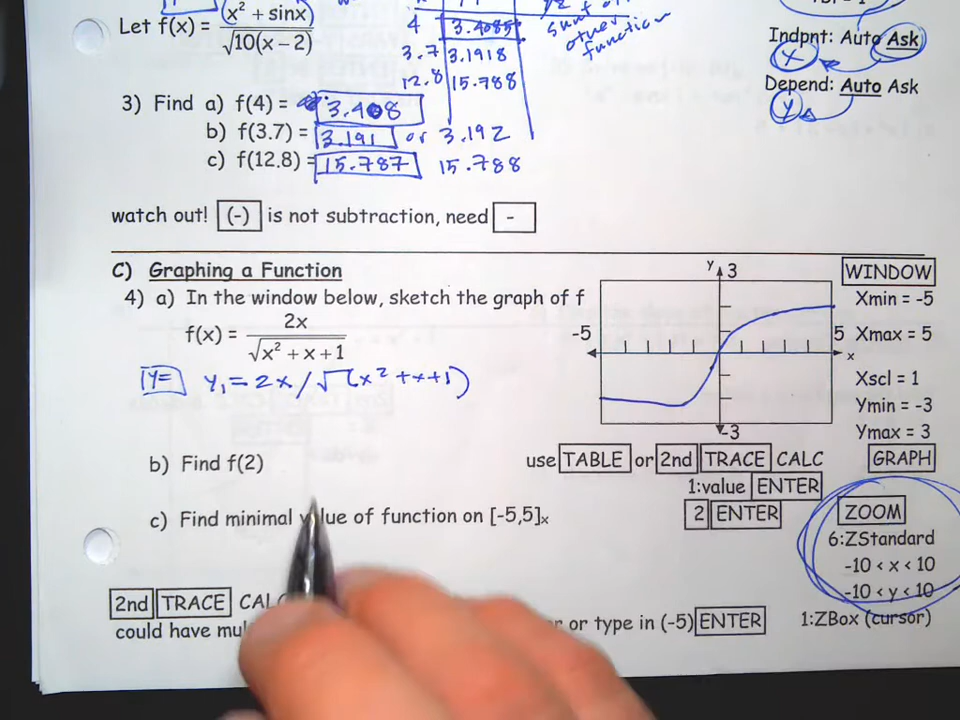 Let f(x) = (x² + sinx) / √10(x – 2)
4 3.4085
3.7 3.1918
12.8 15.788
other function
Indpnt: Auto Ask
X
Depend: Auto Ask
y
3) Find a) f(4) = 3.408
b) f(3.7) = 3.191 or 3.192
c) f(12.8) = 15.787 15.788
watch out! (-) is not subtraction, need -
C) Graphing a Function
4) a) In the window below, sketch the graph of f
f(x) = 2x / √x² + x + 1
Y= y₁ = 2x/√(x² + x + 1)
y 3
-5 5 x
-3
WINDOW
Xmin = -5
Xmax = 5
Xscl = 1
Ymin = -3
Ymax = 3
GRAPH
b) Find f(2) use TABLE or 2nd TRACE CALC
1:value ENTER
2 ENTER
c) Find minimal value of function on [-5,5]ₓ
ZOOM
6:ZStandard
-10 < x < 10
-10 < y < 10
1:ZBox (cursor)
2nd TRACE CALC
could have or type in (-5) ENTER